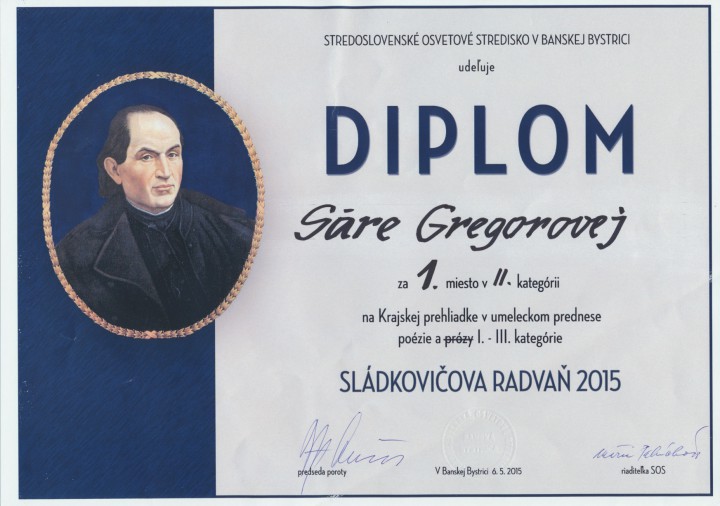 STREDOSLOVENSKÉ OSVETOVÉ STREDISKO V BANSKEJ BYSTRICI
udeľuje
DIPLOM
Sáre Gregorovej
za 1. miesto v II. kategórii
na Krajskej prehliadke v umeleckom prednese
poézie a prózy I. - III. kategórie
SLÁDKOVIČOVA RADVAŇ 2015
predseda poroty
V Banskej Bystrici 6. 5. 2015
riaditeľka SOS